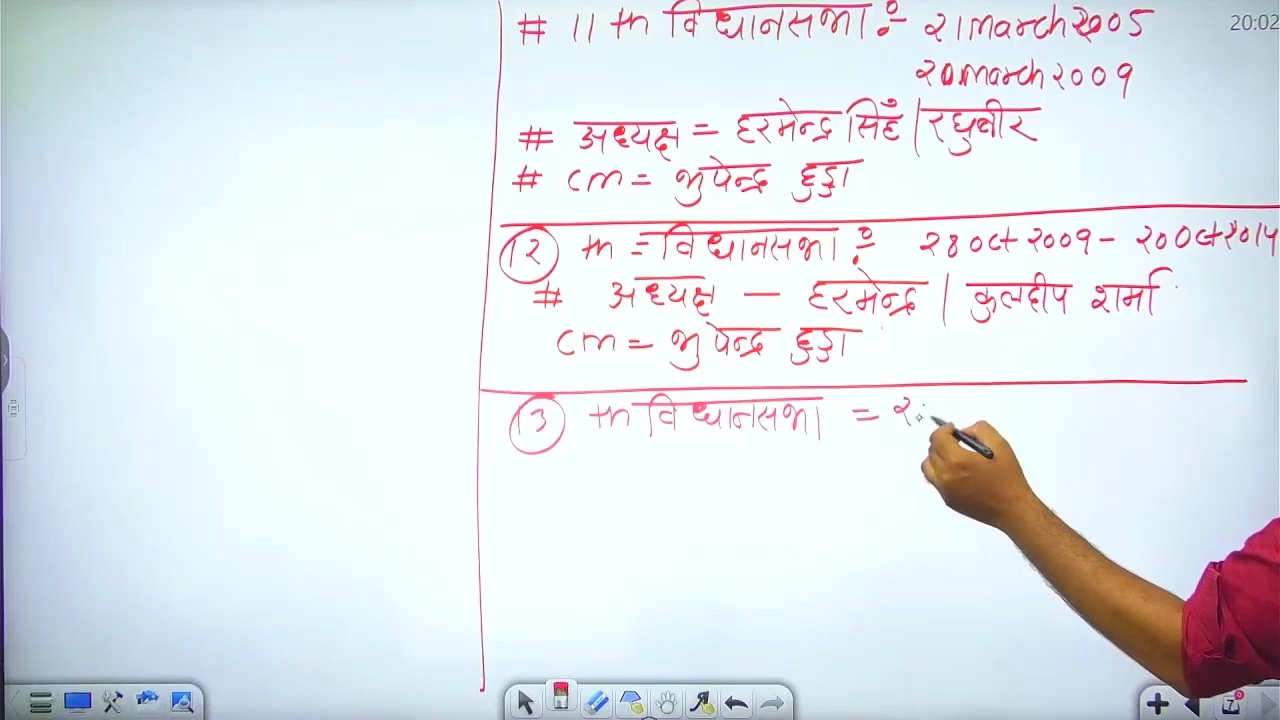 20:02
# 11 th विधानसभा :- 21 march 2005
20 march 2009
# अध्यक्ष = हरमेन्द्र सिहँ | रघुबीर
# cm = भुपेन्द्र हुड्डा
12 th = विधानसभा :- 28 Oct 2009 - 20 Oct 2014
# अध्यक्ष — हरमेन्द्र | कुलदीप शर्मा
cm = भुपेन्द्र हुड्डा
13 th विधानसभा = 2